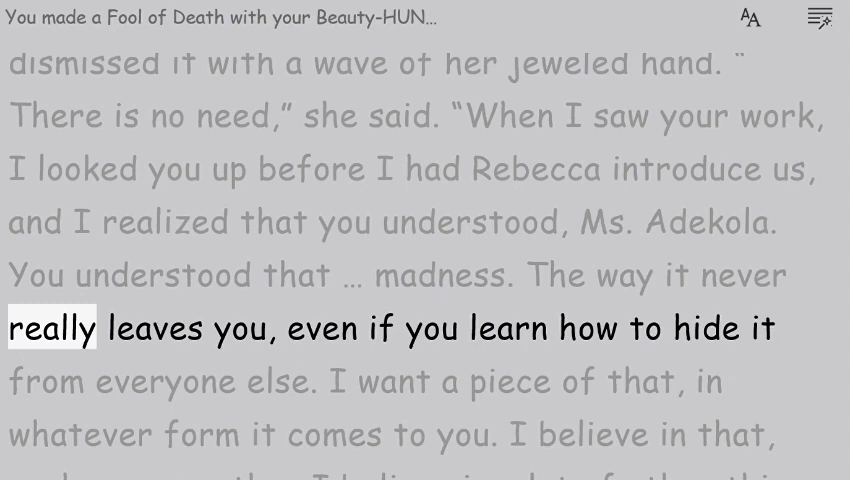 You made a Fool of Death with your Beauty-HUN...
dismissed it with a wave of her jeweled hand. “
There is no need,” she said. “When I saw your work,
I looked you up before I had Rebecca introduce us,
and I realized that you understood, Ms. Adekola.
You understood that ... madness. The way it never
really leaves you, even if you learn how to hide it
from everyone else. I want a piece of that, in
whatever form it comes to you. I believe in that,